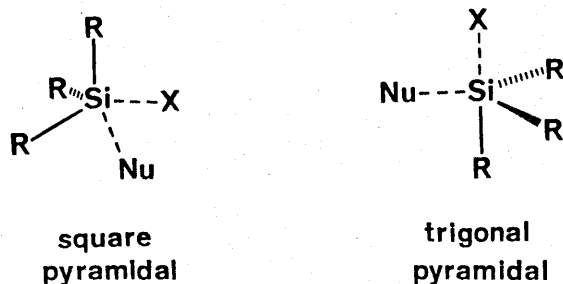 R
R Si X
R
Nu
square
pyramidal
X
Nu Si R
R
R
trigonal
pyramidal